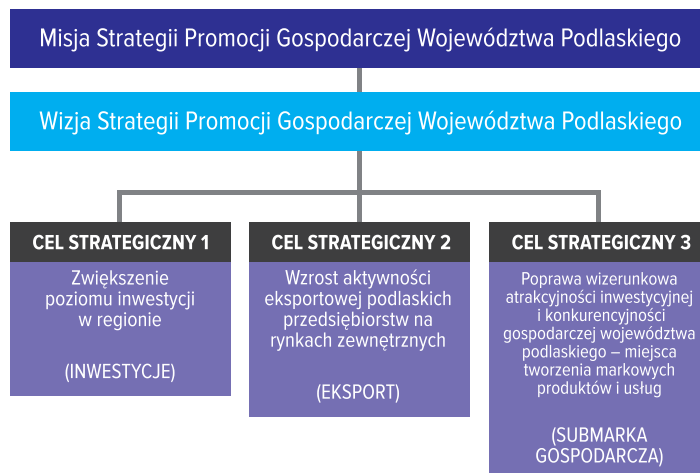 Misja Strategii Promocji Gospodarczej Województwa Podlaskiego
Wizja Strategii Promocji Gospodarczej Województwa Podlaskiego
CEL STRATEGICZNY 1
Zwiększenie
poziomu inwestycji
w regionie
(INWESTYCJE)
CEL STRATEGICZNY 2
Wzrost aktywności
eksportowej podlaskich
przedsiębiorstw na
rynkach zewnętrznych
(EKSPORT)
CEL STRATEGICZNY 3
Poprawa wizerunkowa
atrakcyjności inwestycyjnej
i konkurencyjności
gospodarczej województwa
podlaskiego – miejsca
tworzenia markowych
produktów i usług
(SUBMARKA
GOSPODARCZA)